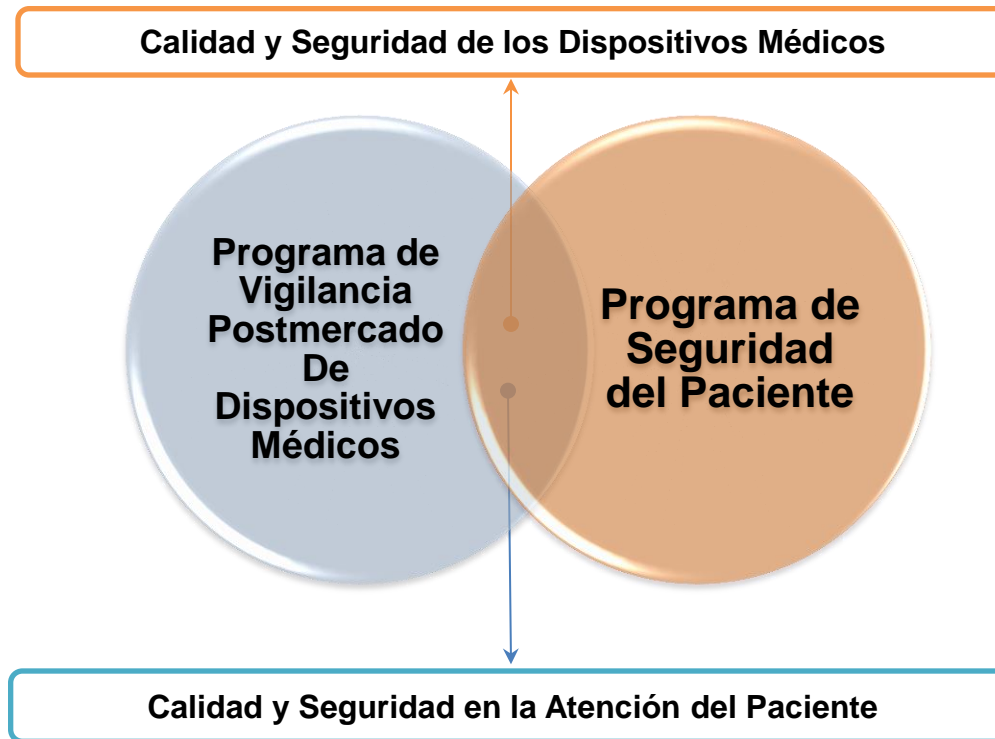 Calidad y Seguridad de los Dispositivos Médicos
Programa de
Vigilancia
Postmercado
De
Dispositivos
Médicos
Programa de
Seguridad
del Paciente
Calidad y Seguridad en la Atención del Paciente